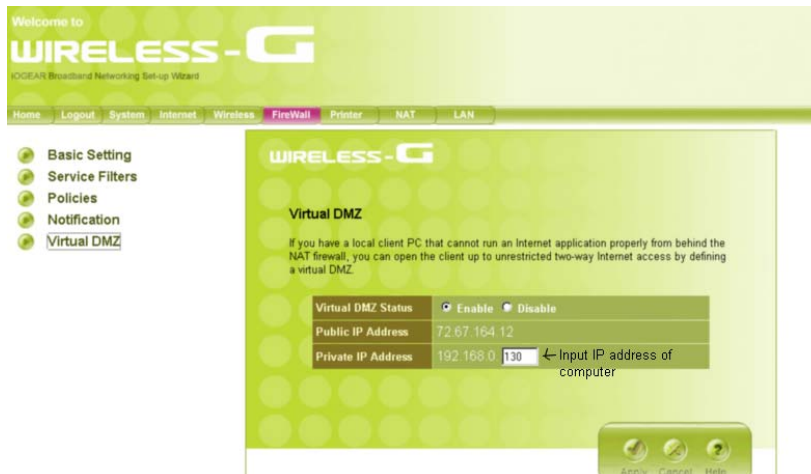 Welcome to
WIRELESS-G
IOGEAR Broadband Networking Set-up Wizard
Home Logout System Internet Wireless FireWall Printer NAT LAN
Basic Setting
Service Filters
Policies
Notification
Virtual DMZ
WIRELESS-G
Virtual DMZ
If you have a local client PC that cannot run an Internet application properly from behind the
NAT firewall, you can open the client up to unrestricted two-way Internet access by defining
a virtual DMZ.
Virtual DMZ Status Enable Disable
Public IP Address 72.67.164.12
Private IP Address 192.168.0. 130 ← Input IP address of
computer
Apply Cancel Help